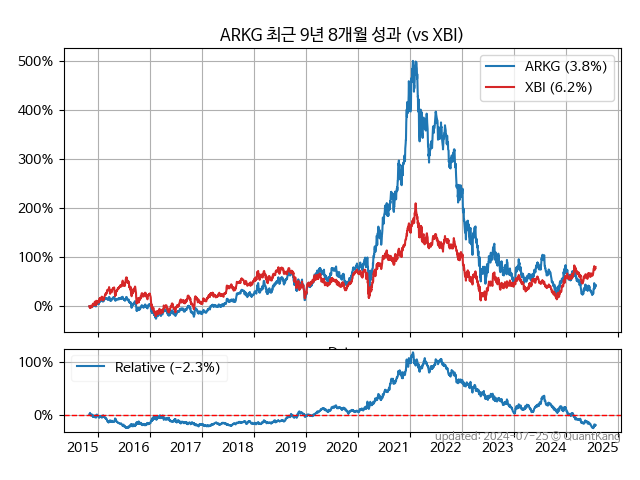 ARKG 최근 9년 8개월 성과 (vs XBI)
500%
400%
300%
200%
100%
0%
ARKG (3.8%)
XBI (6.2%)
100%
0%
Relative (−2.3%)
updated: 2024-07-25 © QuantKang
2015 2016 2017 2018 2019 2020 2021 2022 2023 2024 2025